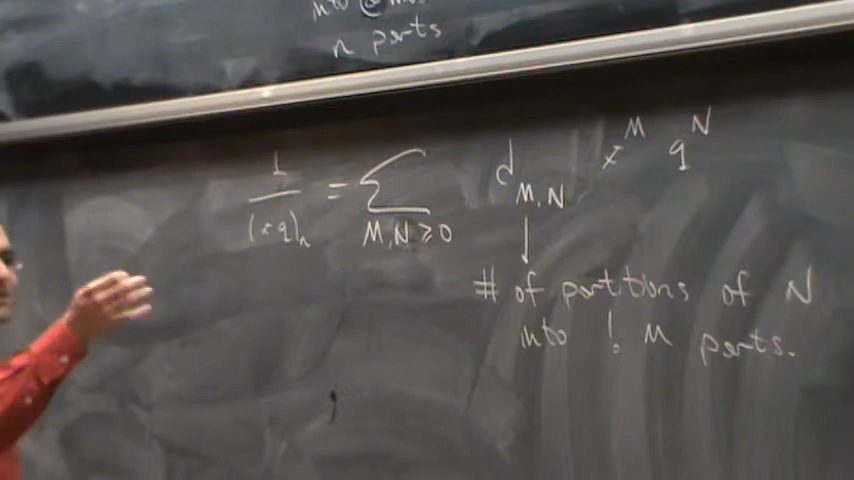 n parts
1/(xq)_n = Σ_{M,N≥0} d_{M,N} x^M q^N
↓
# of partitions of N
into ! M parts.